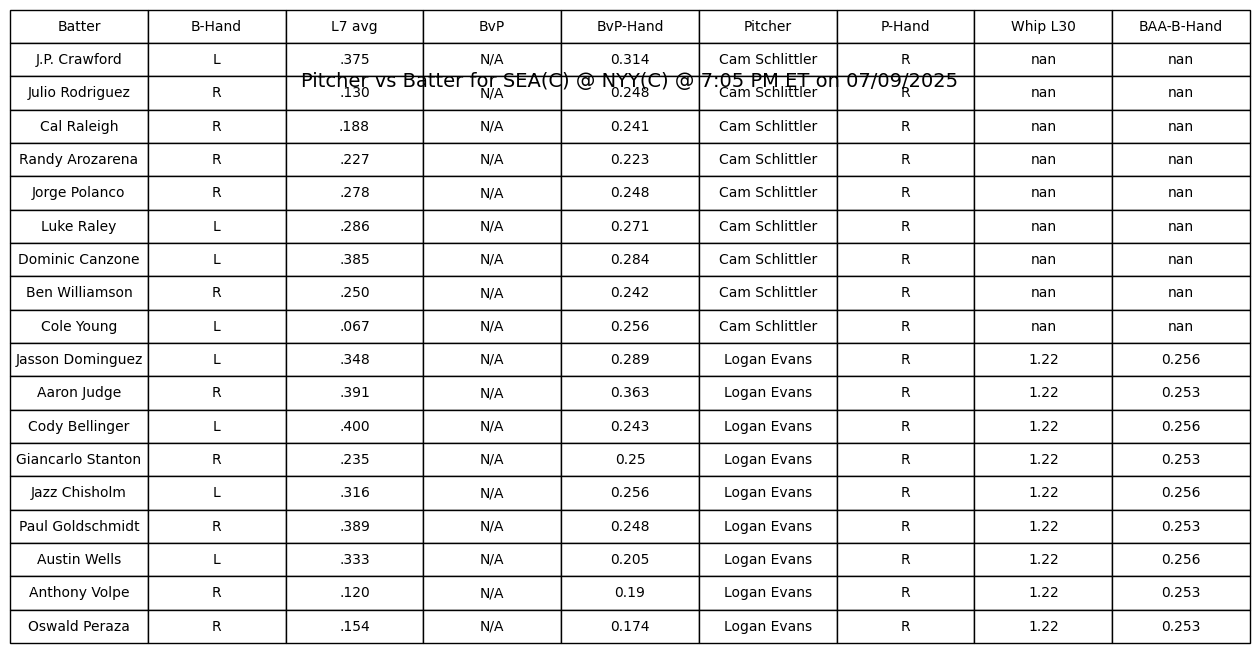 Batter B-Hand L7 avg BvP BvP-Hand Pitcher P-Hand Whip L30 BAA-B-Hand
J.P. Crawford L .375 N/A 0.314 Cam Schlittler R nan nan
Pitcher vs Batter for SEA(C) @ NYY(C) @ 7:05 PM ET on 07/09/2025
Julio Rodriguez R .130 N/A 0.248 Cam Schlittler R nan nan
Cal Raleigh R .188 N/A 0.241 Cam Schlittler R nan nan
Randy Arozarena R .227 N/A 0.223 Cam Schlittler R nan nan
Jorge Polanco R .278 N/A 0.248 Cam Schlittler R nan nan
Luke Raley L .286 N/A 0.271 Cam Schlittler R nan nan
Dominic Canzone L .385 N/A 0.284 Cam Schlittler R nan nan
Ben Williamson R .250 N/A 0.242 Cam Schlittler R nan nan
Cole Young L .067 N/A 0.256 Cam Schlittler R nan nan
Jasson Dominguez L .348 N/A 0.289 Logan Evans R 1.22 0.256
Aaron Judge R .391 N/A 0.363 Logan Evans R 1.22 0.253
Cody Bellinger L .400 N/A 0.243 Logan Evans R 1.22 0.256
Giancarlo Stanton R .235 N/A 0.25 Logan Evans R 1.22 0.253
Jazz Chisholm L .316 N/A 0.256 Logan Evans R 1.22 0.256
Paul Goldschmidt R .389 N/A 0.248 Logan Evans R 1.22 0.253
Austin Wells L .333 N/A 0.205 Logan Evans R 1.22 0.256
Anthony Volpe R .120 N/A 0.19 Logan Evans R 1.22 0.253
Oswald Peraza R .154 N/A 0.174 Logan Evans R 1.22 0.253